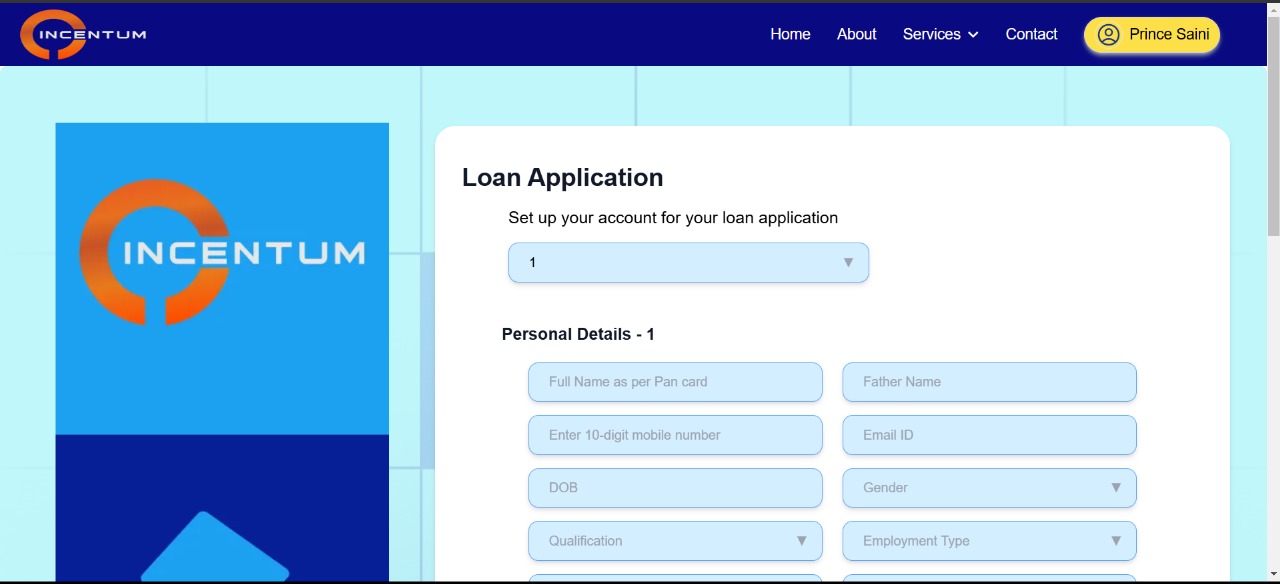 INCENTUM
Home About Services Contact Prince Saini
INCENTUM
Loan Application
Set up your account for your loan application
1
Personal Details - 1
Full Name as per Pan card Father Name
Enter 10-digit mobile number Email ID
DOB Gender
Qualification Employment Type